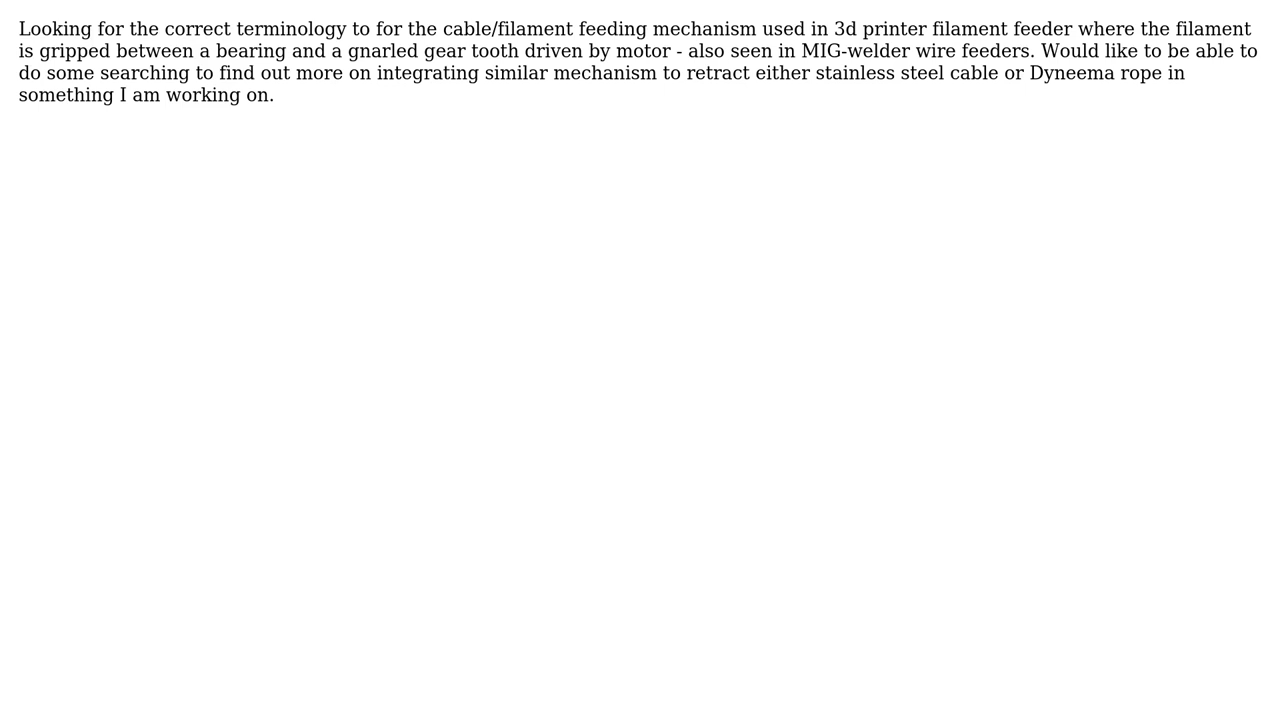 Looking for the correct terminology to for the cable/filament feeding mechanism used in 3d printer filament feeder where the filament
is gripped between a bearing and a gnarled gear tooth driven by motor - also seen in MIG-welder wire feeders. Would like to be able to
do some searching to find out more on integrating similar mechanism to retract either stainless steel cable or Dyneema rope in
something I am working on.